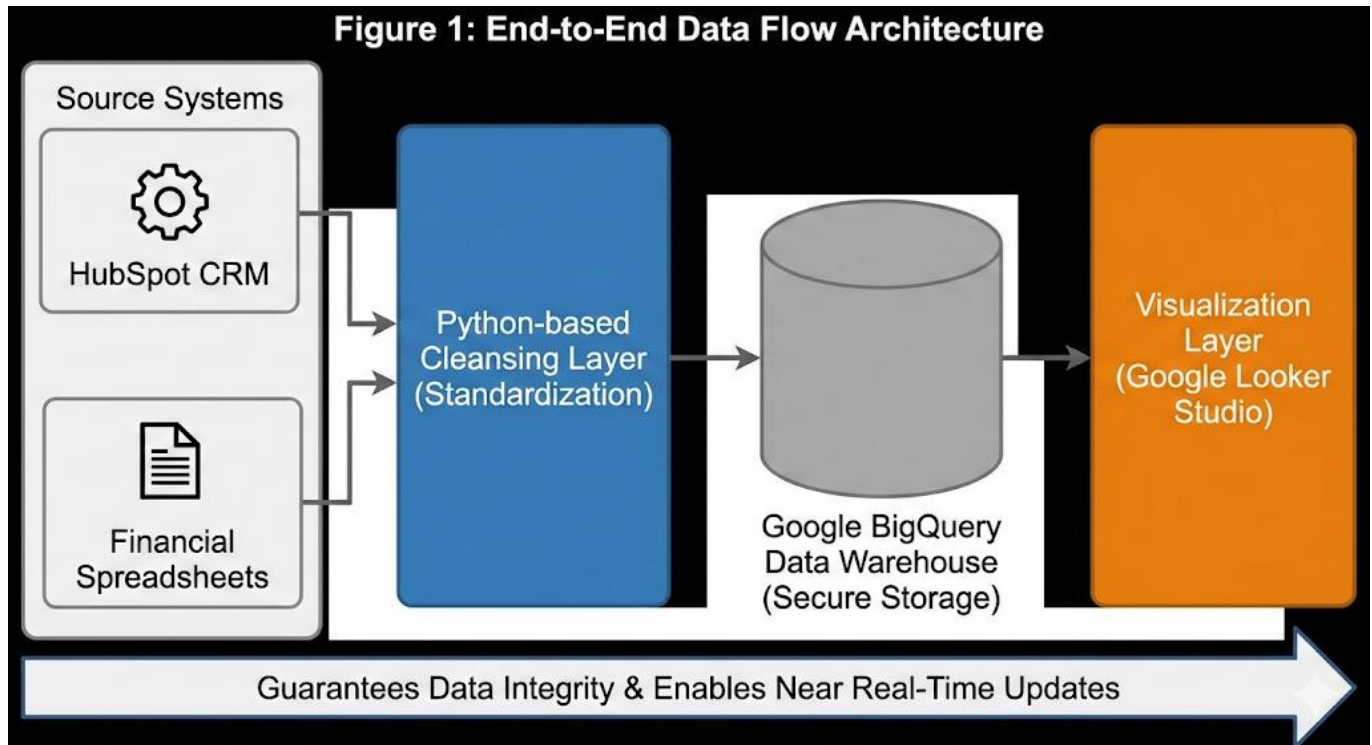 Figure 1: End-to-End Data Flow Architecture
Source Systems
HubSpot CRM
Financial
Spreadsheets
Python-based
Cleansing Layer
(Standardization)
Google BigQuery
Data Warehouse
(Secure Storage)
Visualization
Layer
(Google Looker
Studio)
Guarantees Data Integrity & Enables Near Real-Time Updates